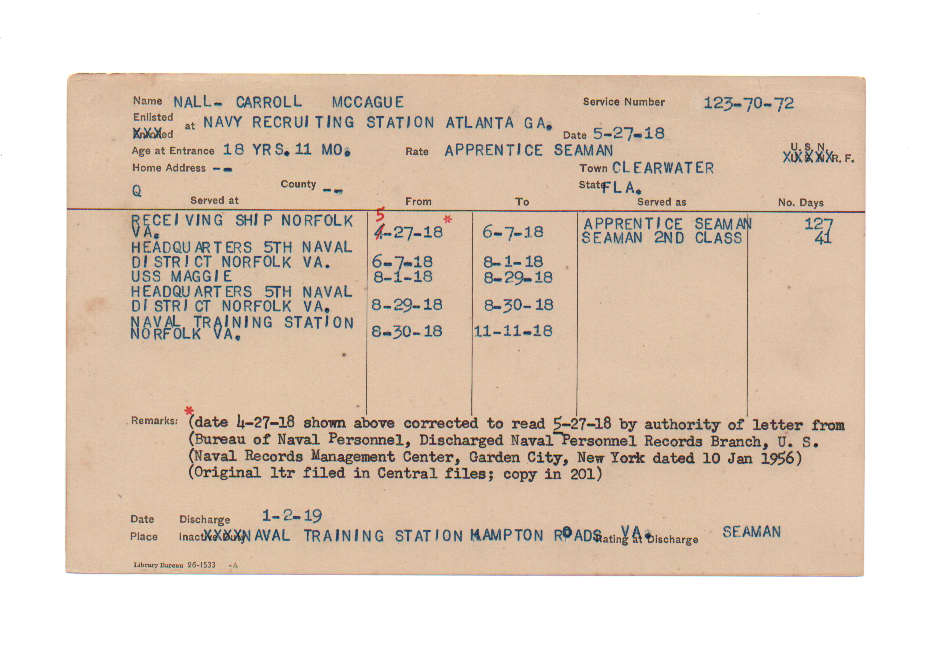 Name NALL- CARROLL MCCAGUE Service Number 123-70-72
Enlisted
XXX at NAVY RECRUITING STATION ATLANTA GA. Date 5-27-18
Age at Entrance 18 YRS. 11 MO. Rate APPRENTICE SEAMAN U.S.N.
Home Address -- Town CLEARWATER XXXXXR. F.
Q County -- State FLA.
Served at From To Served as No. Days
RECEIVING SHIP NORFOLK 5 * APPRENTICE SEAMAN 127
VA. 4-27-18 6-7-18 SEAMAN 2ND CLASS 41
HEADQUARTERS 5TH NAVAL
DISTRICT NORFOLK VA. 6-7-18 8-1-18
USS MAGGIE 8-1-18 8-29-18
HEADQUARTERS 5TH NAVAL
DISTRICT NORFOLK VA. 8-29-18 8-30-18
NAVAL TRAINING STATION
NORFOLK VA. 8-30-18 11-11-18
Remarks: *(date 4-27-18 shown above corrected to read 5-27-18 by authority of letter from
(Bureau of Naval Personnel, Discharged Naval Personnel Records Branch, U. S.
(Naval Records Management Center, Garden City, New York dated 10 Jan 1956)
(Original ltr filed in Central files; copy in 201)
Date Discharge 1-2-19
Place Inactive Duty XXXX NAVAL TRAINING STATION HAMPTON ROADS VA. Rating at Discharge SEAMAN
Library Bureau 26-1533 -A